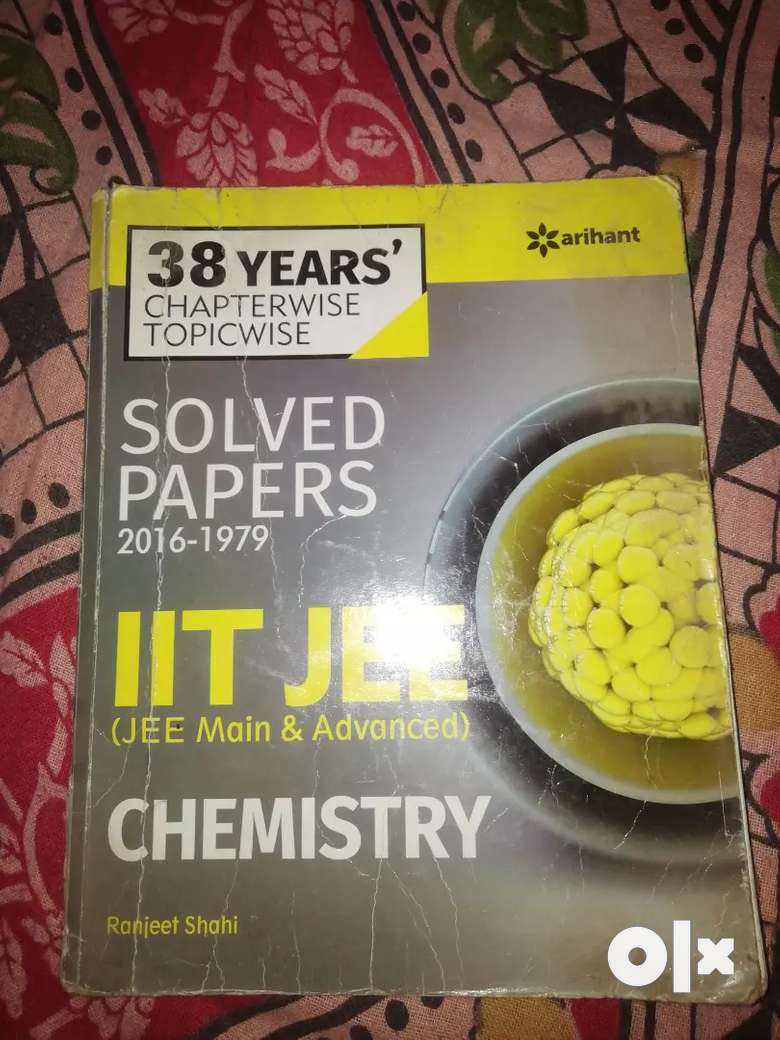 38 YEARS'
CHAPTERWISE
TOPICWISE
arihant
SOLVED
PAPERS
2016-1979
IIT JEE
(JEE Main & Advanced)
CHEMISTRY
Ranjeet Shahi
olx